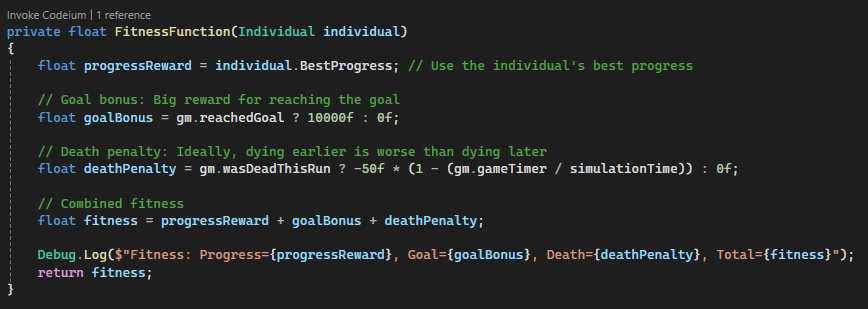 Invoke Codeium | 1 reference
private float FitnessFunction(Individual individual)
{
    float progressReward = individual.BestProgress; // Use the individual's best progress

    // Goal bonus: Big reward for reaching the goal
    float goalBonus = gm.reachedGoal ? 10000f : 0f;

    // Death penalty: Ideally, dying earlier is worse than dying later
    float deathPenalty = gm.wasDeadThisRun ? -50f * (1 - (gm.gameTimer / simulationTime)) : 0f;

    // Combined fitness
    float fitness = progressReward + goalBonus + deathPenalty;

    Debug.Log($"Fitness: Progress={progressReward}, Goal={goalBonus}, Death={deathPenalty}, Total={fitness}");
    return fitness;
}